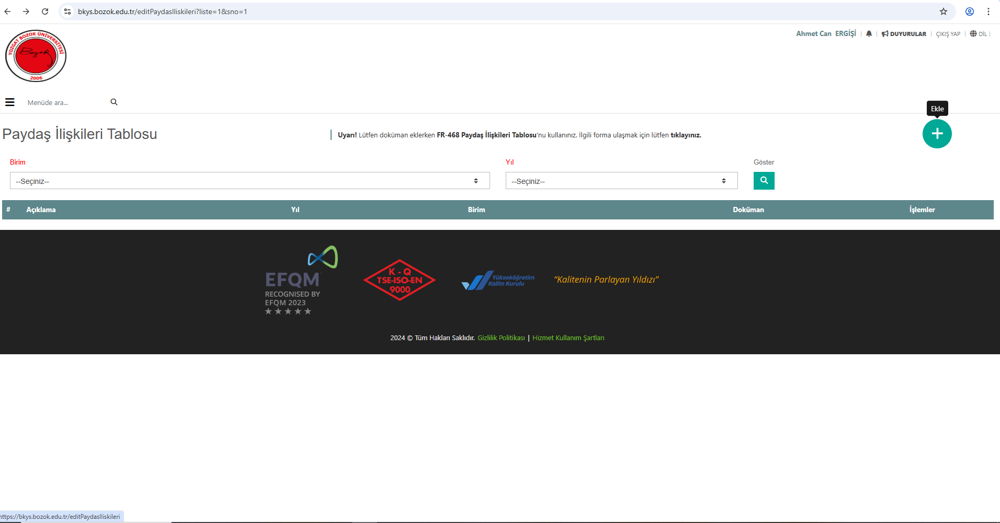 bkys.bozok.edu.tr/editPaydasIliskileri?liste=1&sno=1
YOZGAT BOZOK ÜNİVERSİTESİ
Bozok
2006
Ahmet Can ERGİŞİ | | DUYURULAR | ÇIKIŞ YAP | DİL |
Menüde ara...
Ekle
Paydaş İlişkileri Tablosu
Uyarı! Lütfen doküman eklerken FR-468 Paydaş İlişkileri Tablosu'nu kullanınız. İlgili forma ulaşmak için lütfen tıklayınız.
Birim Yıl Göster
--Seçiniz-- --Seçiniz--
# Açıklama Yıl Birim Doküman İşlemler
EFQM
RECOGNISED BY
EFQM 2023
K - Q
TSE-ISO-EN
9000
Yükseköğretim
Kalite Kurulu
“Kalitenin Parlayan Yıldızı”
2024 © Tüm Hakları Saklıdır. Gizlilik Politikası | Hizmet Kullanım Şartları
https://bkys.bozok.edu.tr/editPaydasIliskileri